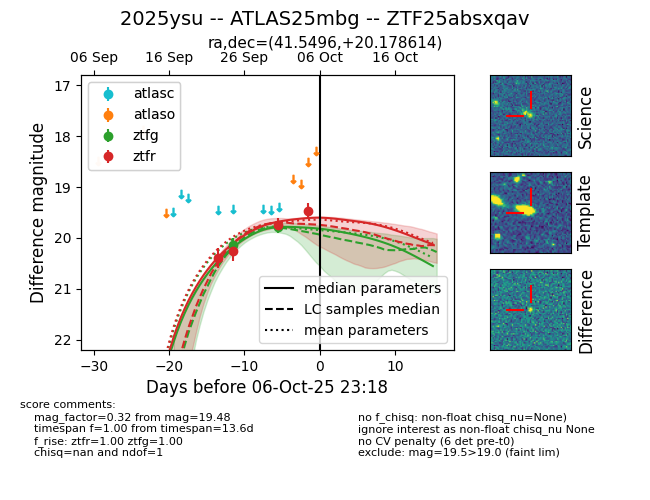 2025ysu -- ATLAS25mbg -- ZTF25absxqav
ra,dec=(41.5496,+20.178614)
06 Sep 16 Sep 26 Sep 06 Oct 16 Oct
17
18
19
20
21
22
Difference magnitude
atlasc
atlaso
ztfg
ztfr
median parameters
LC samples median
mean parameters
−30 −20 −10 0 10
Days before 06-Oct-25 23:18
Science
Template
Difference
score comments:
mag_factor=0.32 from mag=19.48
timespan f=1.00 from timespan=13.6d
f_rise: ztfr=1.00 ztfg=1.00
chisq=nan and ndof=1
no f_chisq: non-float chisq_nu=None)
ignore interest as non-float chisq_nu None
no CV penalty (6 det pre-t0)
exclude: mag=19.5>19.0 (faint lim)